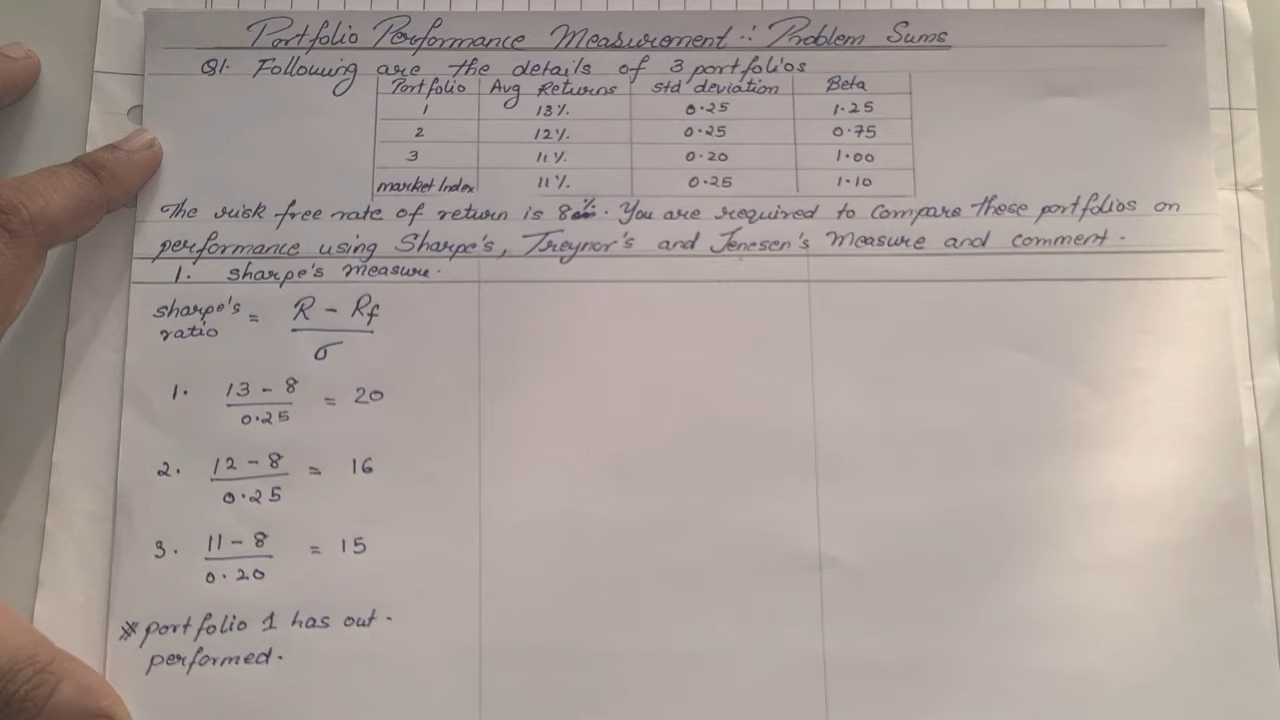 Portfolio Performance Measurement :: Problem Sums
Q1. Following are the details of 3 portfolios
Portfolio Avg Returns std deviation Beta
1 13%. 0.25 1.25
2 12%. 0.25 0.75
3 11%. 0.20 1.00
market Index 11%. 0.25 1.10
The risk free rate of return is 8%. You are required to compare these portfolios on
performance using Sharpe's, Treynor's and Jenesen's Measure and comment.
1. sharpe's measure.
sharpe's ratio = R - Rf / σ
1. 13 - 8 / 0.25 = 20
2. 12 - 8 / 0.25 = 16
3. 11 - 8 / 0.20 = 15
* portfolio 1 has out-
performed.